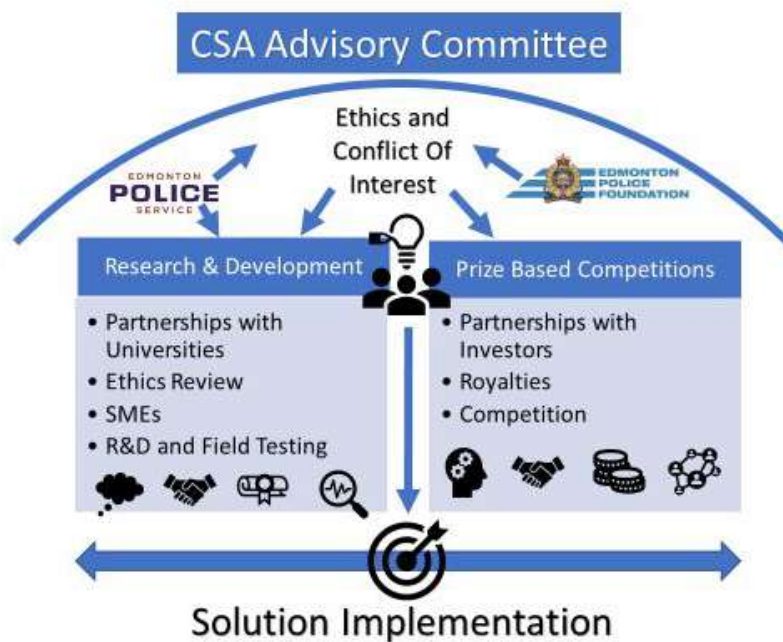 CSA Advisory Committee
Ethics and
Conflict Of
Interest
EDMONTON
POLICE
SERVICE
EDMONTON
POLICE
FOUNDATION
Research & Development
• Partnerships with
Universities
• Ethics Review
• SMEs
• R&D and Field Testing
Prize Based Competitions
• Partnerships with
Investors
• Royalties
• Competition
Solution Implementation